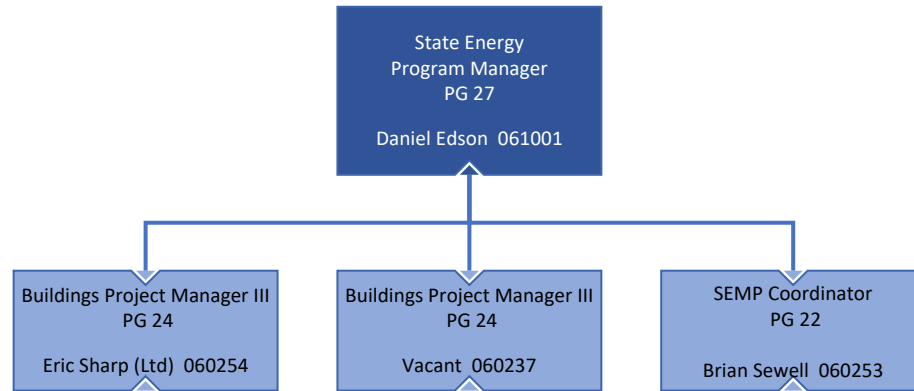 State Energy
Program Manager
PG 27
Daniel Edson 061001
Buildings Project Manager III
PG 24
Eric Sharp (Ltd) 060254
Buildings Project Manager III
PG 24
Vacant 060237
SEMP Coordinator
PG 22
Brian Sewell 060253